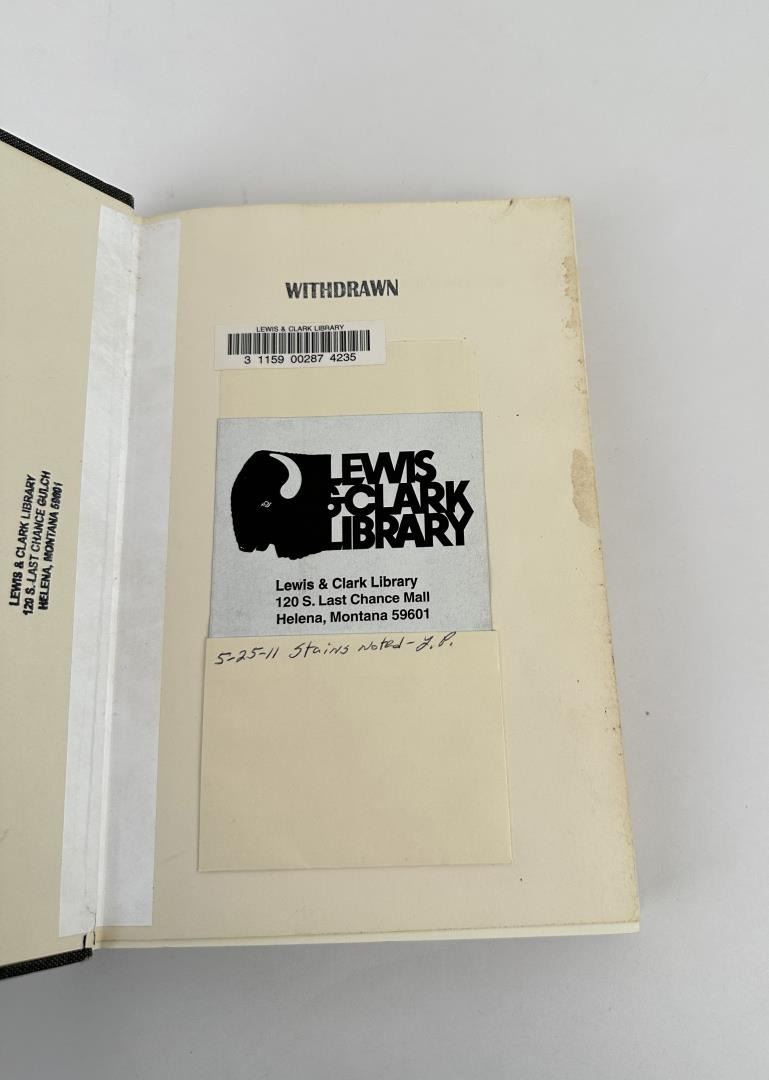 LEWIS & CLARK LIBRARY
120 S. LAST CHANCE GULCH
HELENA, MONTANA 59601
WITHDRAWN
LEWIS & CLARK LIBRARY
3 1159 00287 4235
LEWIS
&CLARK
LIBRARY
Lewis & Clark Library
120 S. Last Chance Mall
Helena, Montana 59601
5-25-11 Stains noted - J.P.